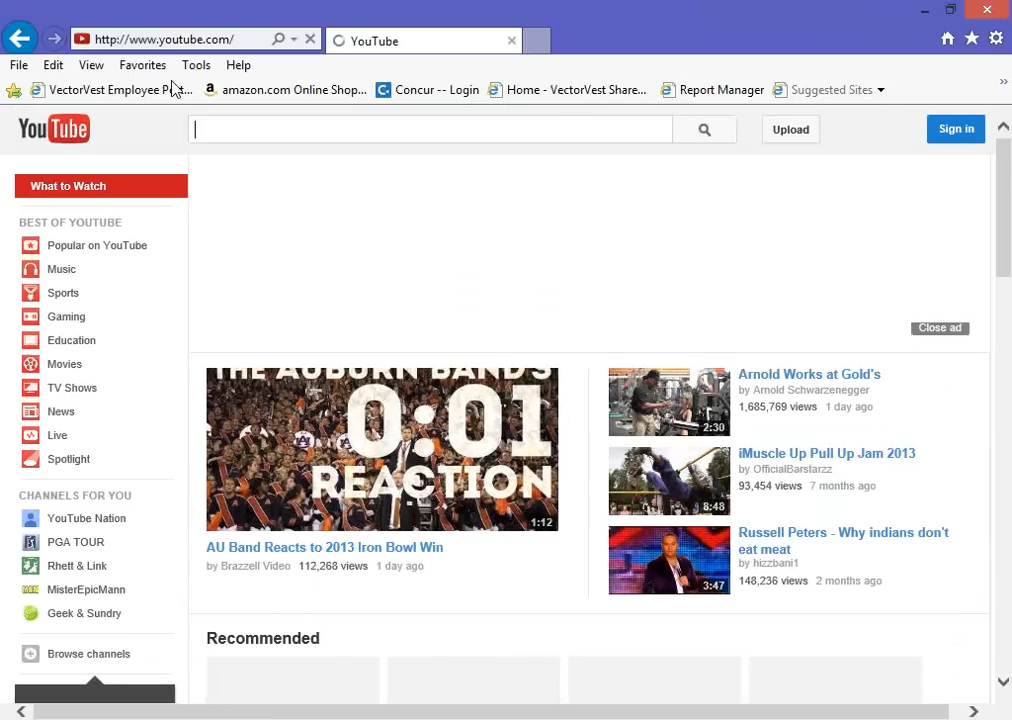 http://www.youtube.com/
YouTube
File Edit View Favorites Tools Help
amazon.com Online Shop...
Concur -- Login
Home - VectorVest Share...
Report Manager
Suggested Sites
VectorVest Employee
YouTube
Upload
Sign in
What to Watch
BEST OF YOUTUBE
Popular on YouTube
Music
Sports
Gaming
Education
Movies
TV Shows
News
Live
Spotlight
CHANNELS FOR YOU
YouTube Nation
PGA TOUR
Rhett & Link
MisterEpicMann
Geek & Sundry
Browse channels
Close ad
THE AUBURN BAND'S
0:01
REACTION
1:12
AU Band Reacts to 2013 Iron Bowl Win
by Brazzell Video 112,268 views 1 day ago
2:30
Arnold Works at Gold's
by Arnold Schwarzenegger
1,685,769 views 1 day ago
8:48
iMuscle Up Pull Up Jam 2013
by OfficialBarstarzz
93,454 views 7 months ago
3:47
Russell Peters - Why indians don't
eat meat
by hizzbani1
148,236 views 2 months ago
Recommended